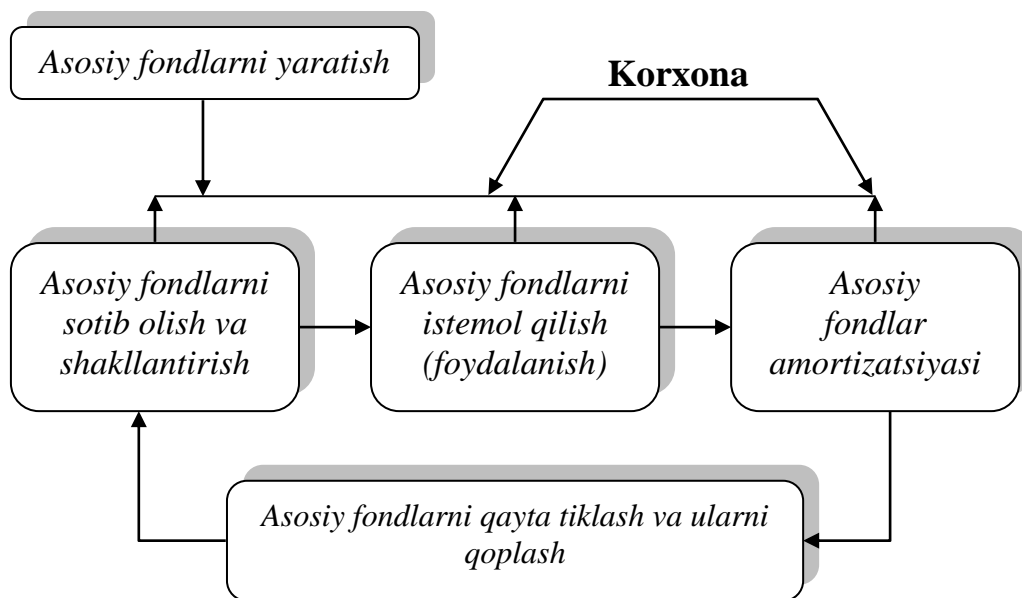 Asosiy fondlarni yaratish
Korxona
Asosiy fondlarni
sotib olish va
shakllantirish
Asosiy fondlarni
istemol qilish
(foydalanish)
Asosiy
fondlar
amortizatsiyasi
Asosiy fondlarni qayta tiklash va ularni
qoplash